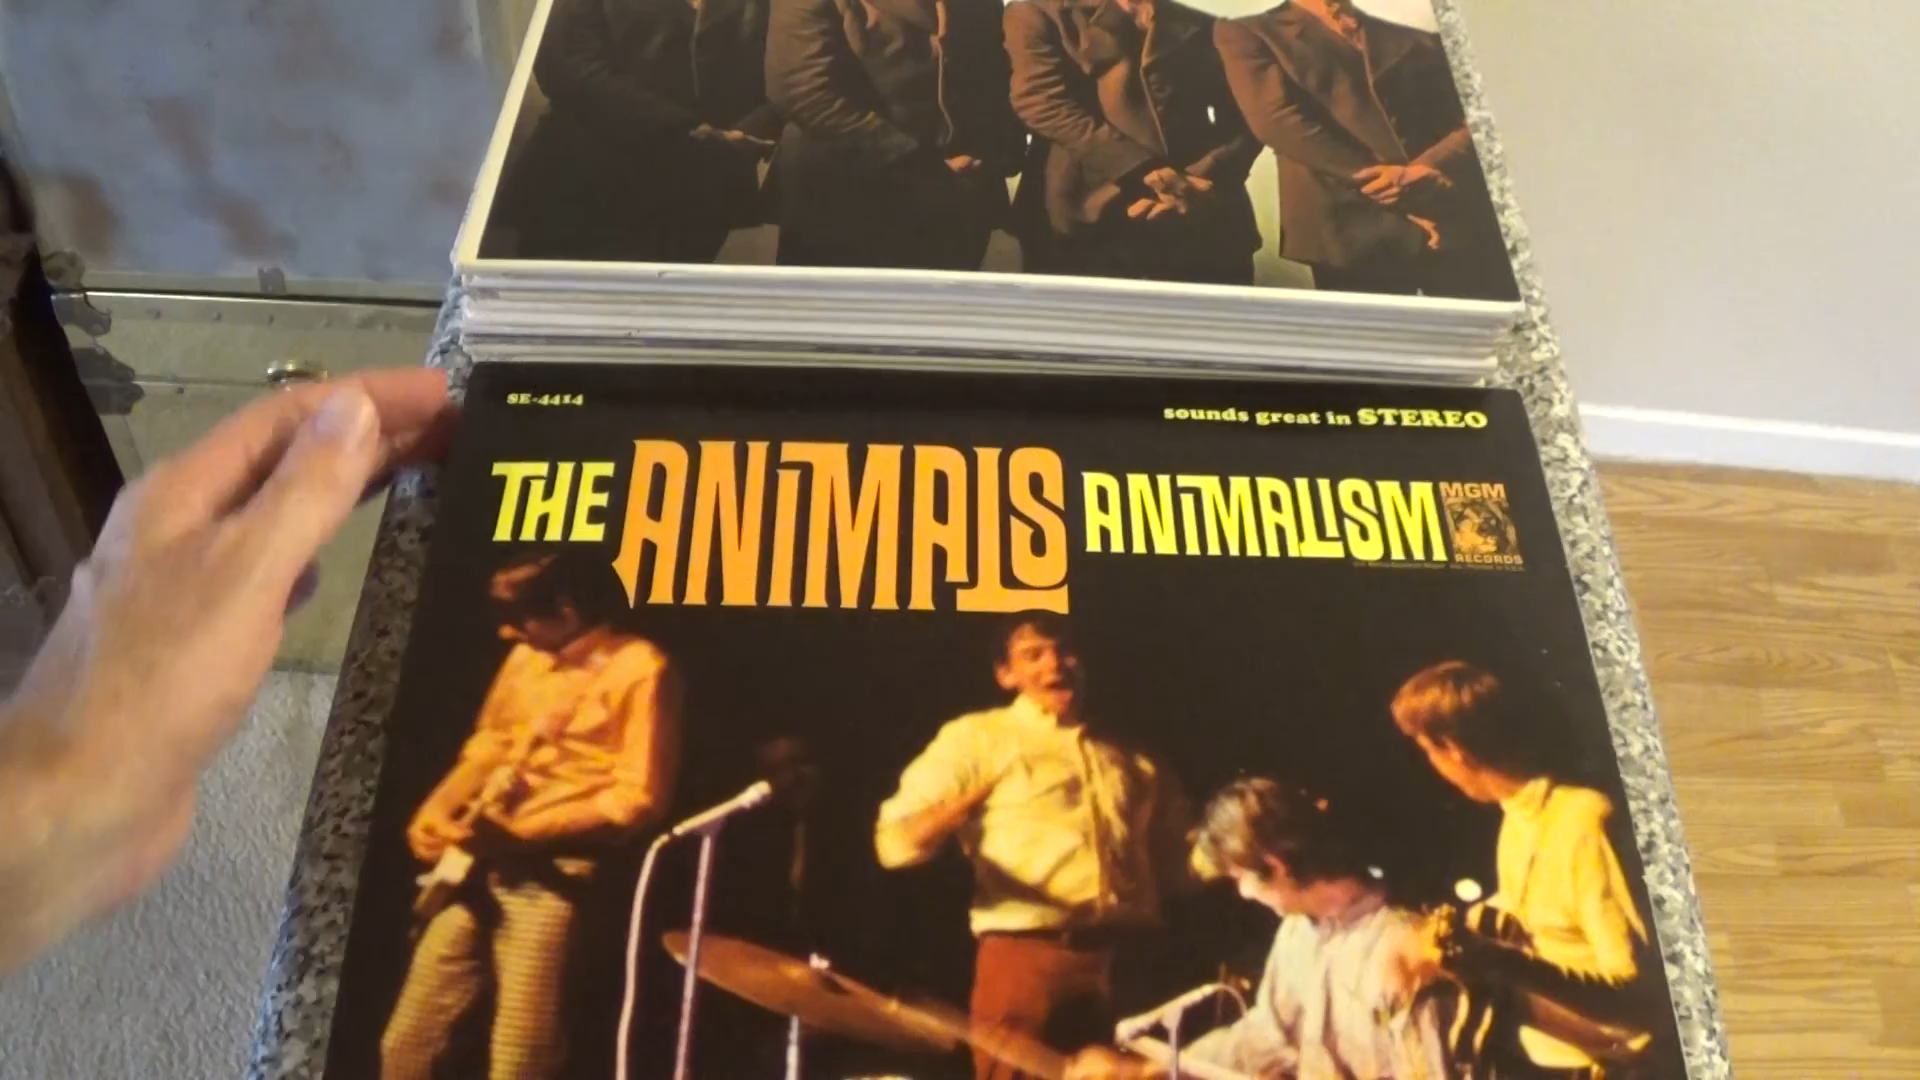 SE-4414
sounds great in STEREO
THE ANiMALS ANiMALiSM
MGM
RECORDS